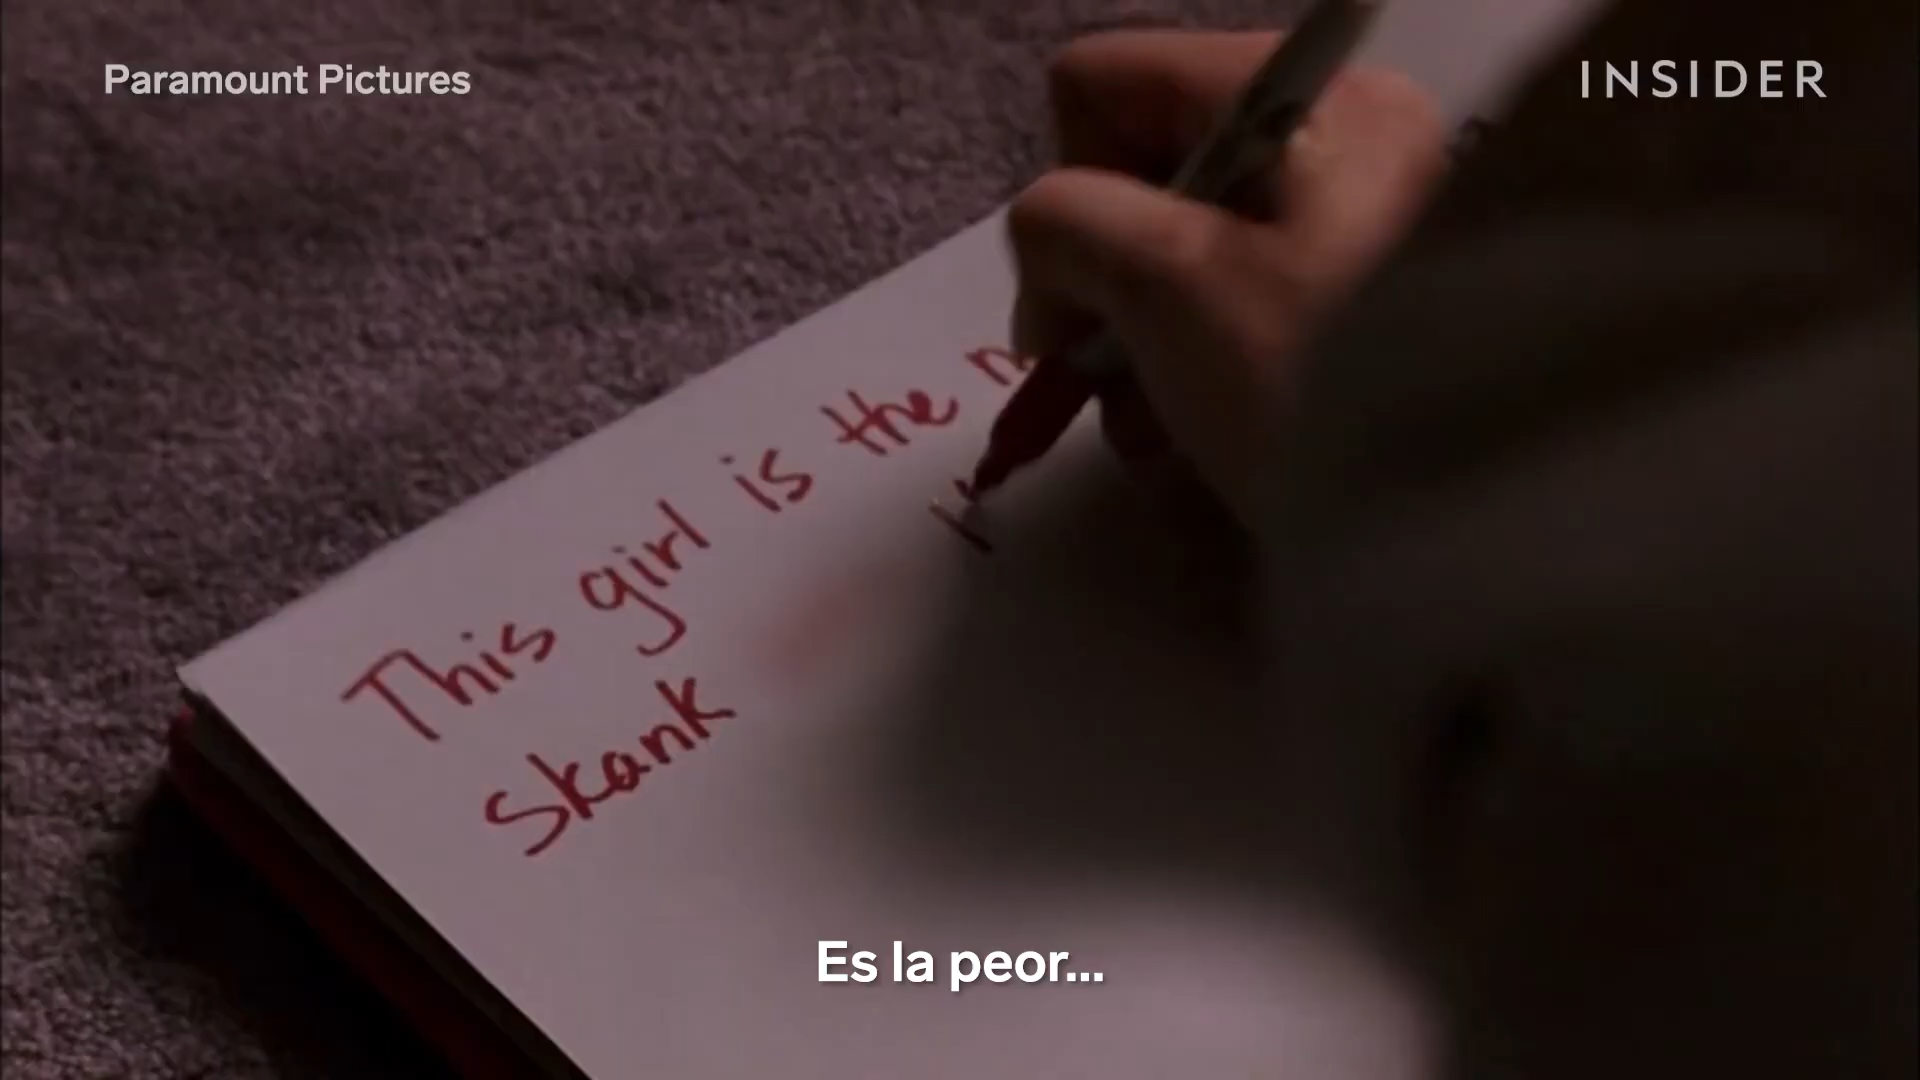 Paramount Pictures
INSIDER
This girl is the
Skank
Es la peor...